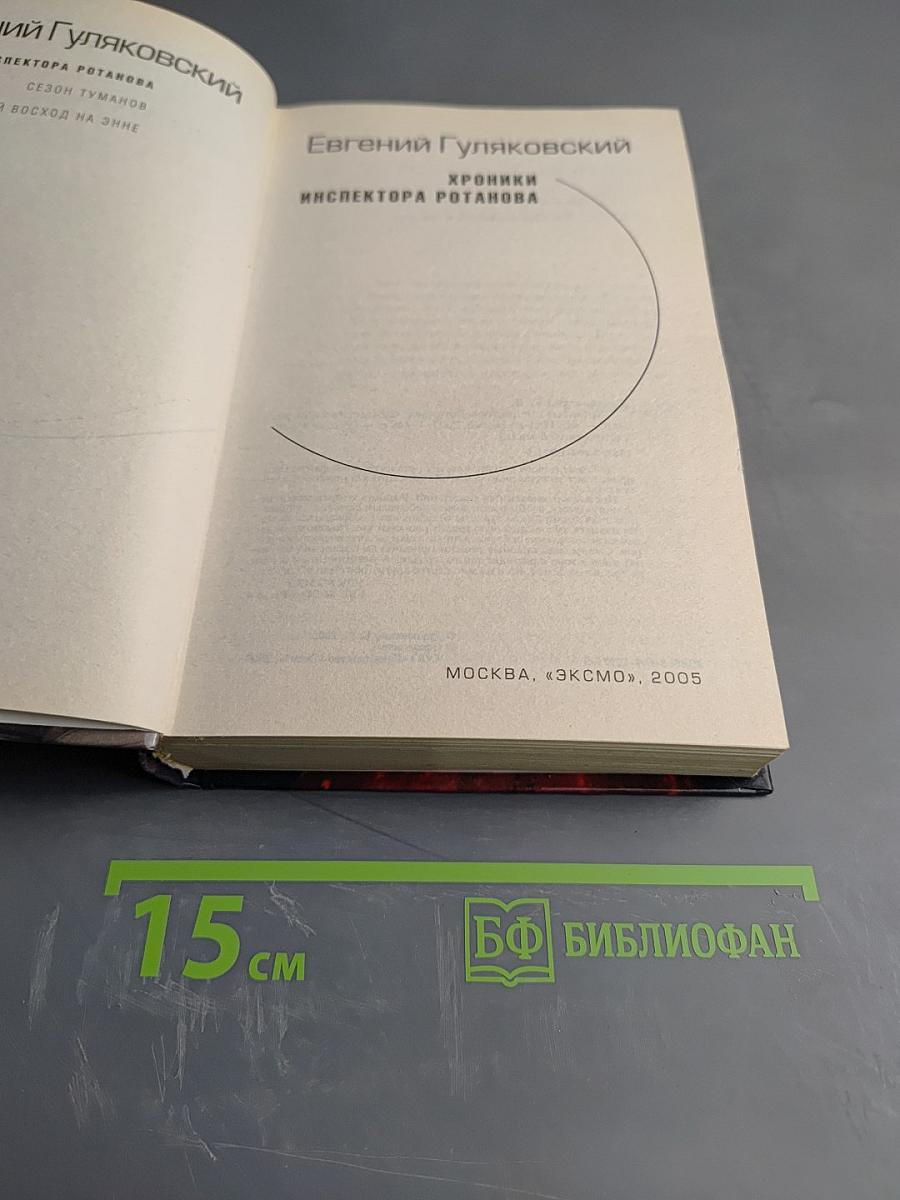 ний Гуляковский
СПЕКТОРА РОТАНОВА
СЕЗОН ТУМАНОВ
Й ВОСХОД НА ЭННЕ
Евгений Гуляковский
ХРОНИКИ
ИНСПЕКТОРА РОТАНОВА
МОСКВА, «ЭКСМО», 2005
15 см
БФ БИБЛИОФАН